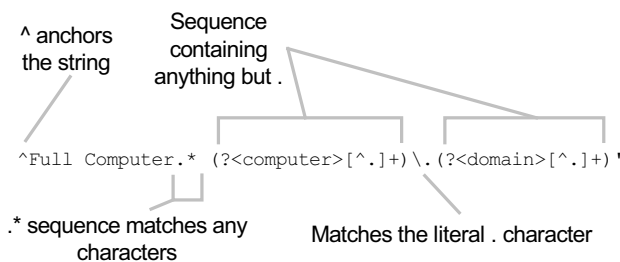 ^ anchors
the string
Sequence
containing
anything but .
^Full Computer.* (?<computer>[^.]+)\.(?<domain>[^.]+)'
.* sequence matches any
characters
Matches the literal . character